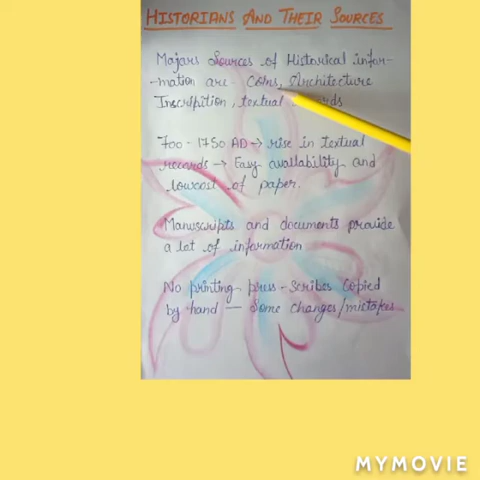 HISTORIANS AND THEIR SOURCES
Majars Sources of Historical infor-
-mation are - Coins, Architecture
Inscripition, textual
700 - 1750 AD → rise in textual
records → Easy availability and
lowcost of paper.
Manuscripts and documents provide
a lot of information
No printing press - Scribes Copied
by hand — Some changes/mistakes
MYMOVIE